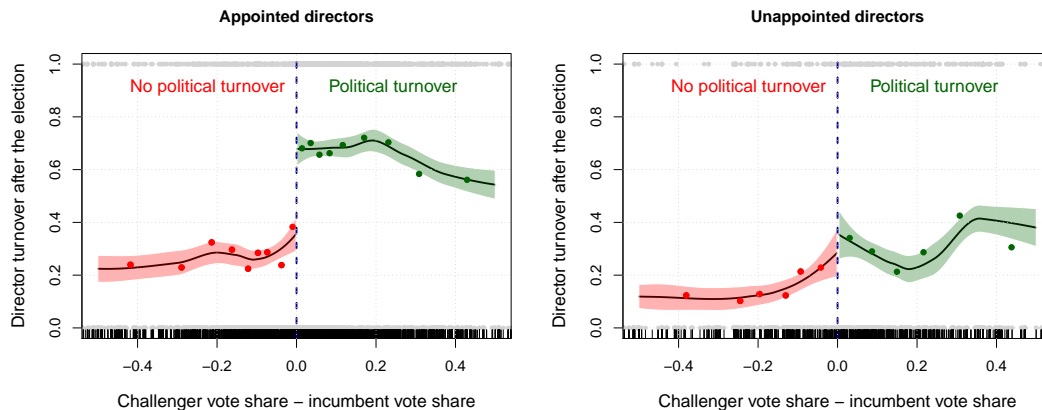 Appointed directors
No political turnover
Political turnover
Director turnover after the election
0.0
0.2
0.4
0.6
0.8
1.0
−0.4
−0.2
0.0
0.2
0.4
Challenger vote share − incumbent vote share
Unappointed directors
No political turnover
Political turnover
Director turnover after the election
0.0
0.2
0.4
0.6
0.8
1.0
−0.4
−0.2
0.0
0.2
0.4
Challenger vote share − incumbent vote share